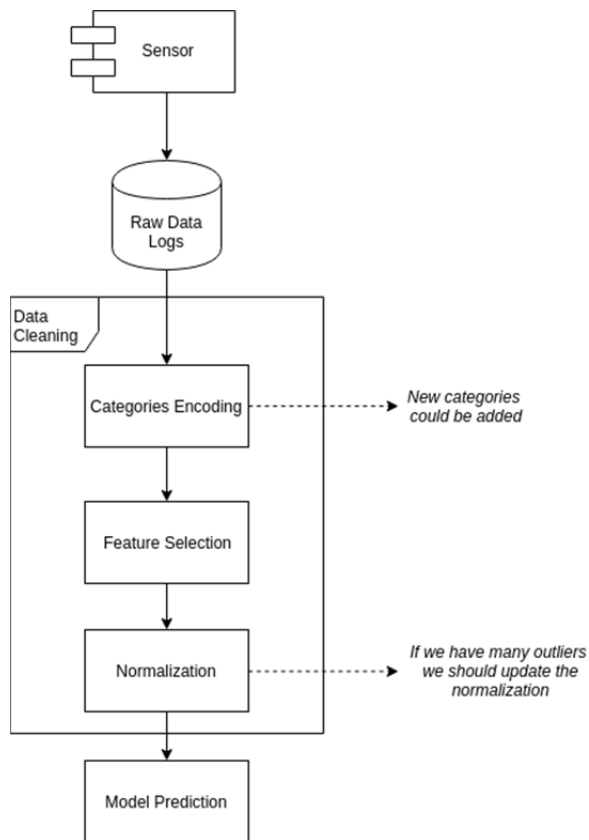 Sensor
Raw Data
Logs
Data
Cleaning
Categories Encoding
New categories
could be added
Feature Selection
Normalization
If we have many outliers
we should update the
normalization
Model Prediction